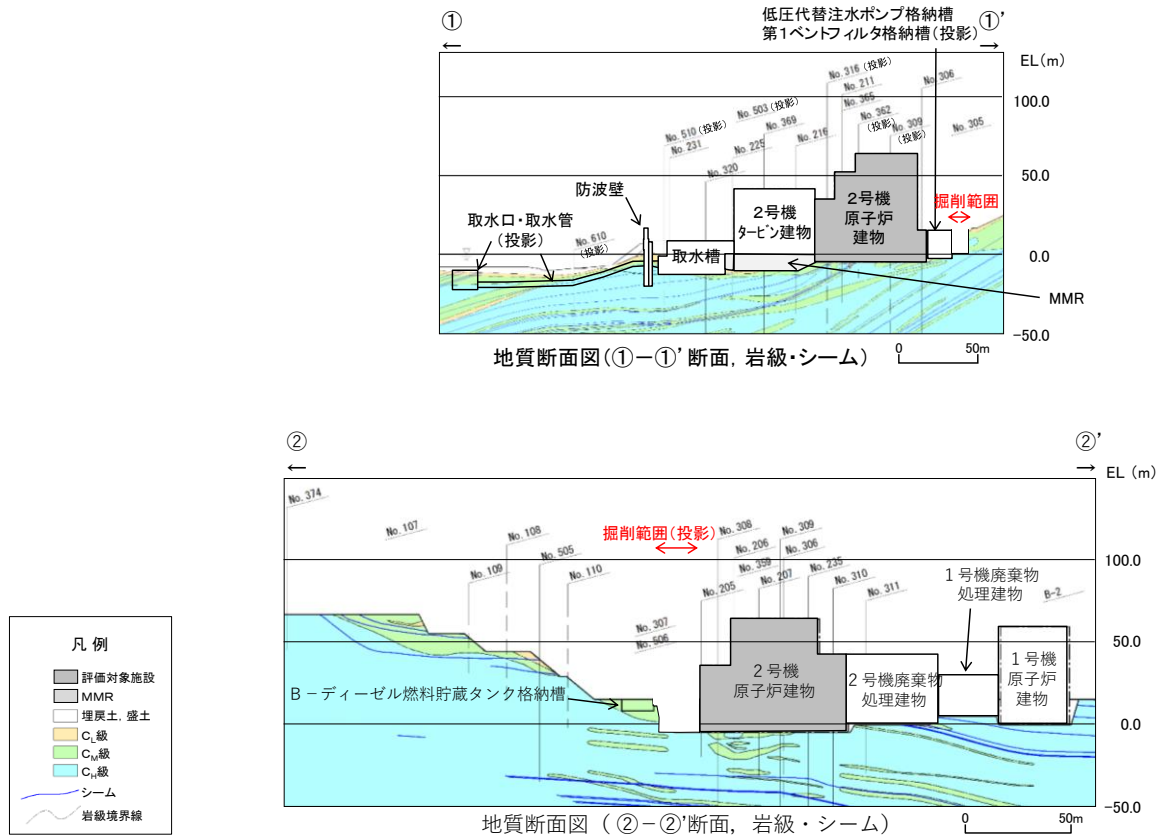 ①
①'
低圧代替注水ポンプ格納槽
第1ベントフィルタ格納槽(投影)
EL(m)
No. 316 (投影)
No. 211
No. 365
No. 362
(投影)
No. 309
(投影)
No. 306
No. 305
No. 503 (投影)
No. 369
No. 216
No. 510 (投影)
No. 231
No. 225
No. 320
100.0
50.0
0.0
-50.0
防波壁
取水口・取水管
(投影)
No. 610
(投影)
取水槽
2号機
タービン建物
2号機
原子炉
建物
掘削範囲
MMR
地質断面図(①-①'断面, 岩級・シーム)
0
50m
②
②'
EL (m)
No. 374
No. 107
No. 108
No. 109
No. 505
No. 110
掘削範囲(投影)
No. 308
No. 309
No. 206
No. 306
No. 359
No. 235
No. 205
No. 207
No. 310
No. 311
No. 307
No. 506
B-2
1号機廃棄物
処理建物
100.0
50.0
0.0
-50.0
B-ディーゼル燃料貯蔵タンク格納槽
2号機
原子炉建物
2号機廃棄物
処理建物
1号機
原子炉
建物
地質断面図 (②-②'断面, 岩級・シーム)
0
50m
凡例
評価対象施設
MMR
埋戻土, 盛土
CL級
CM級
CH級
シーム
岩級境界線